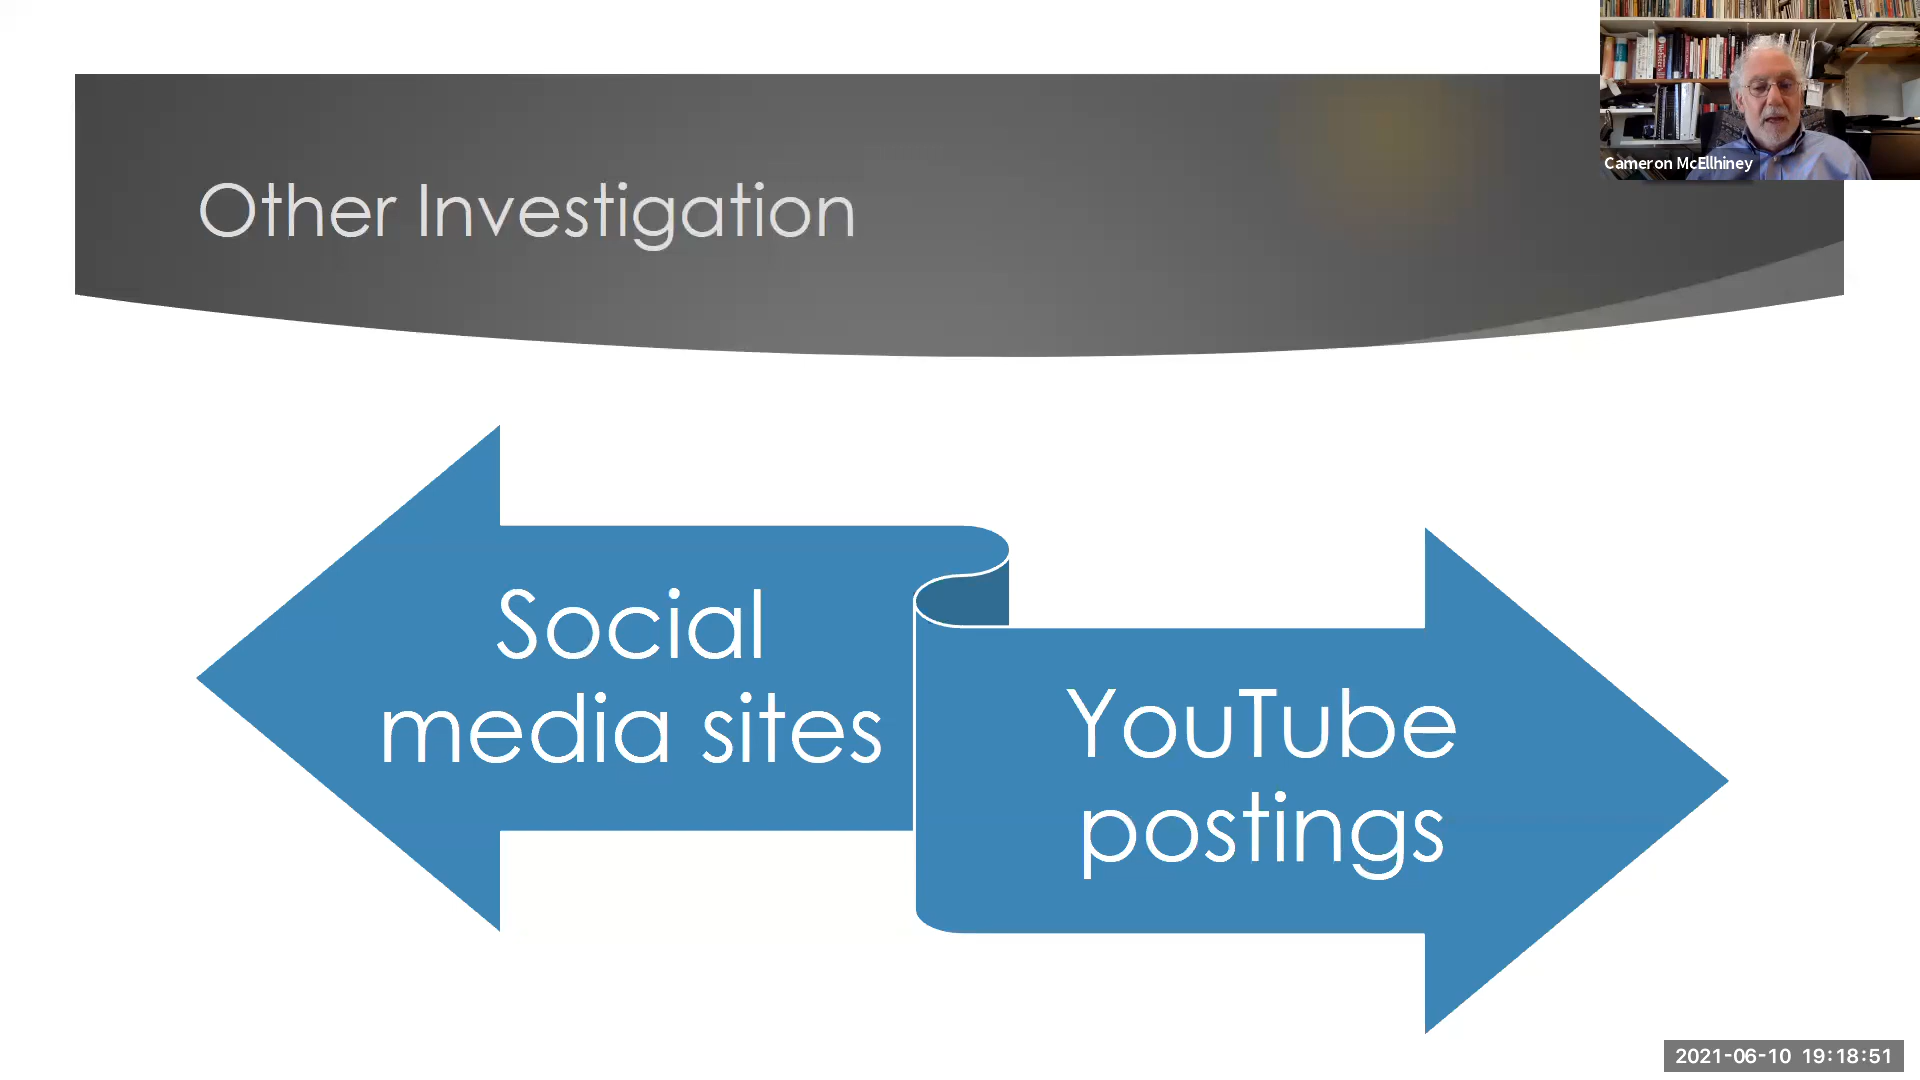 Other Investigation
Cameron McEllhiney
Social
media sites
YouTube
postings
2021-06-10 19:18:51